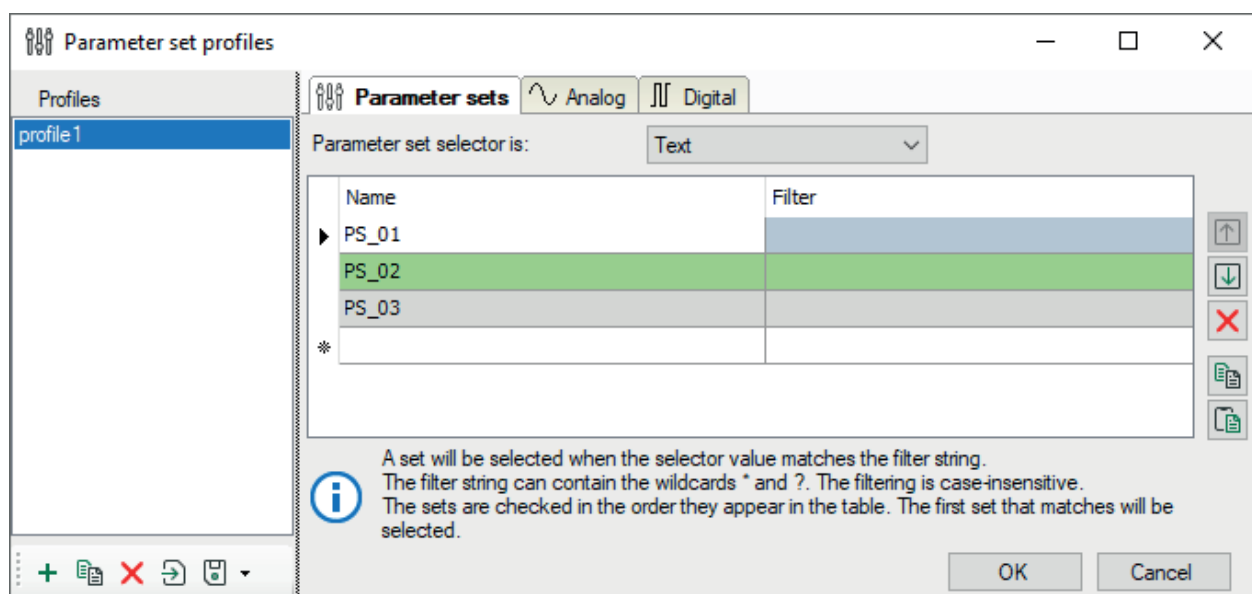 Parameter set profiles
Profiles
profile1
Parameter sets Analog Digital
Parameter set selector is: Text
Name Filter
PS_01
PS_02
PS_03
A set will be selected when the selector value matches the filter string.
The filter string can contain the wildcards * and ?. The filtering is case-insensitive.
The sets are checked in the order they appear in the table. The first set that matches will be
selected.
OK Cancel